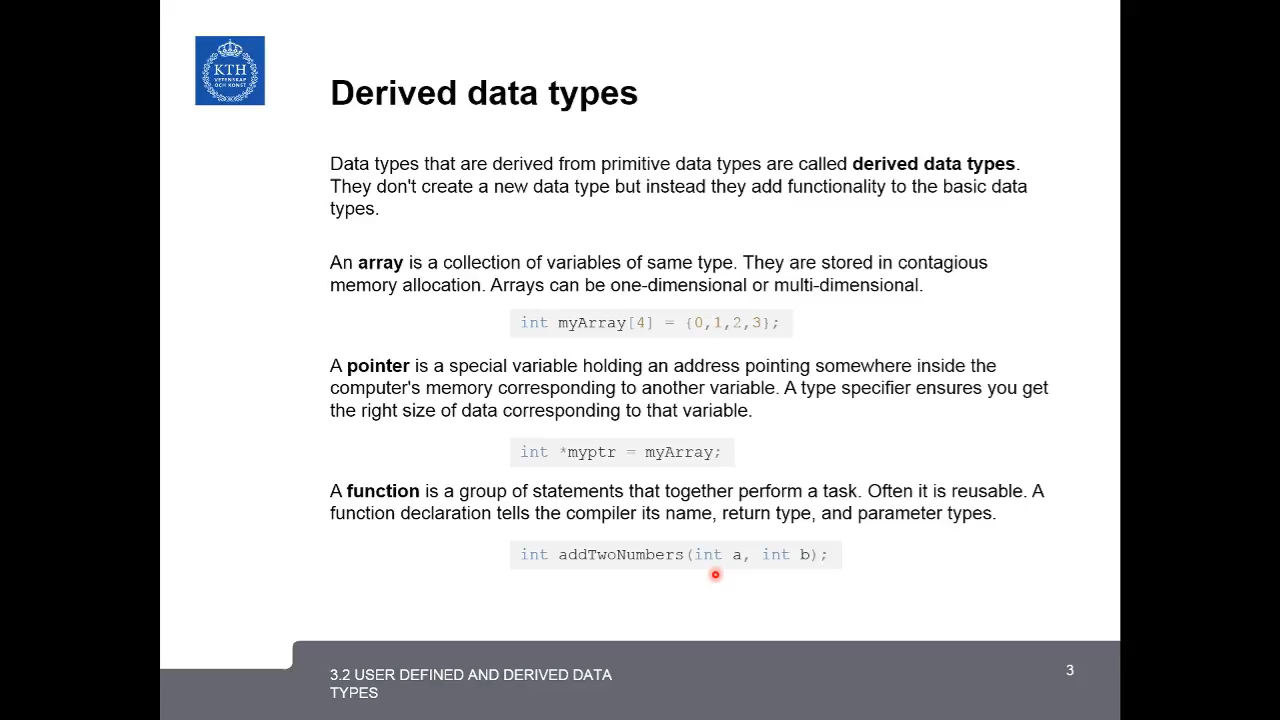 KTH
VETENSKAP
OCH KONST
Derived data types
Data types that are derived from primitive data types are called derived data types.
They don't create a new data type but instead they add functionality to the basic data
types.
An array is a collection of variables of same type. They are stored in contagious
memory allocation. Arrays can be one-dimensional or multi-dimensional.
int myArray[4] = {0,1,2,3};
A pointer is a special variable holding an address pointing somewhere inside the
computer's memory corresponding to another variable. A type specifier ensures you get
the right size of data corresponding to that variable.
int *myptr = myArray;
A function is a group of statements that together perform a task. Often it is reusable. A
function declaration tells the compiler its name, return type, and parameter types.
int addTwoNumbers(int a, int b);
3.2 USER DEFINED AND DERIVED DATA
TYPES
3